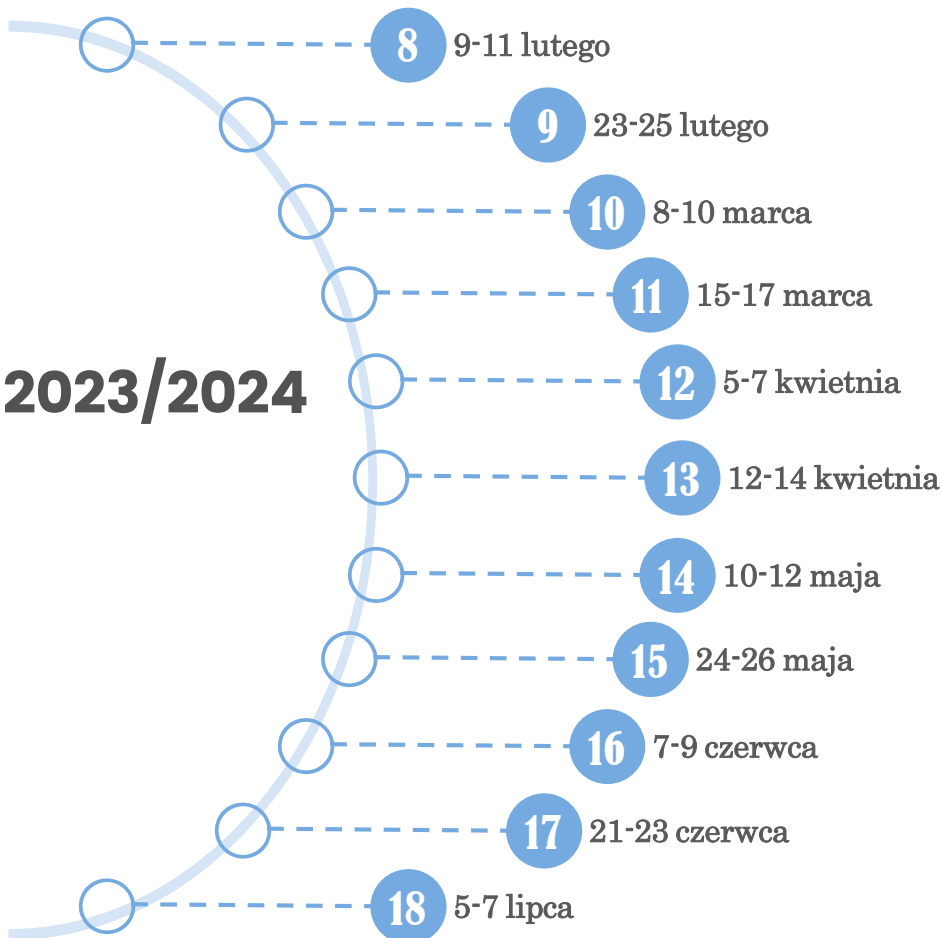 8 9-11 lutego
9 23-25 lutego
10 8-10 marca
11 15-17 marca
2023/2024
12 5-7 kwietnia
13 12-14 kwietnia
14 10-12 maja
15 24-26 maja
16 7-9 czerwca
17 21-23 czerwca
18 5-7 lipca